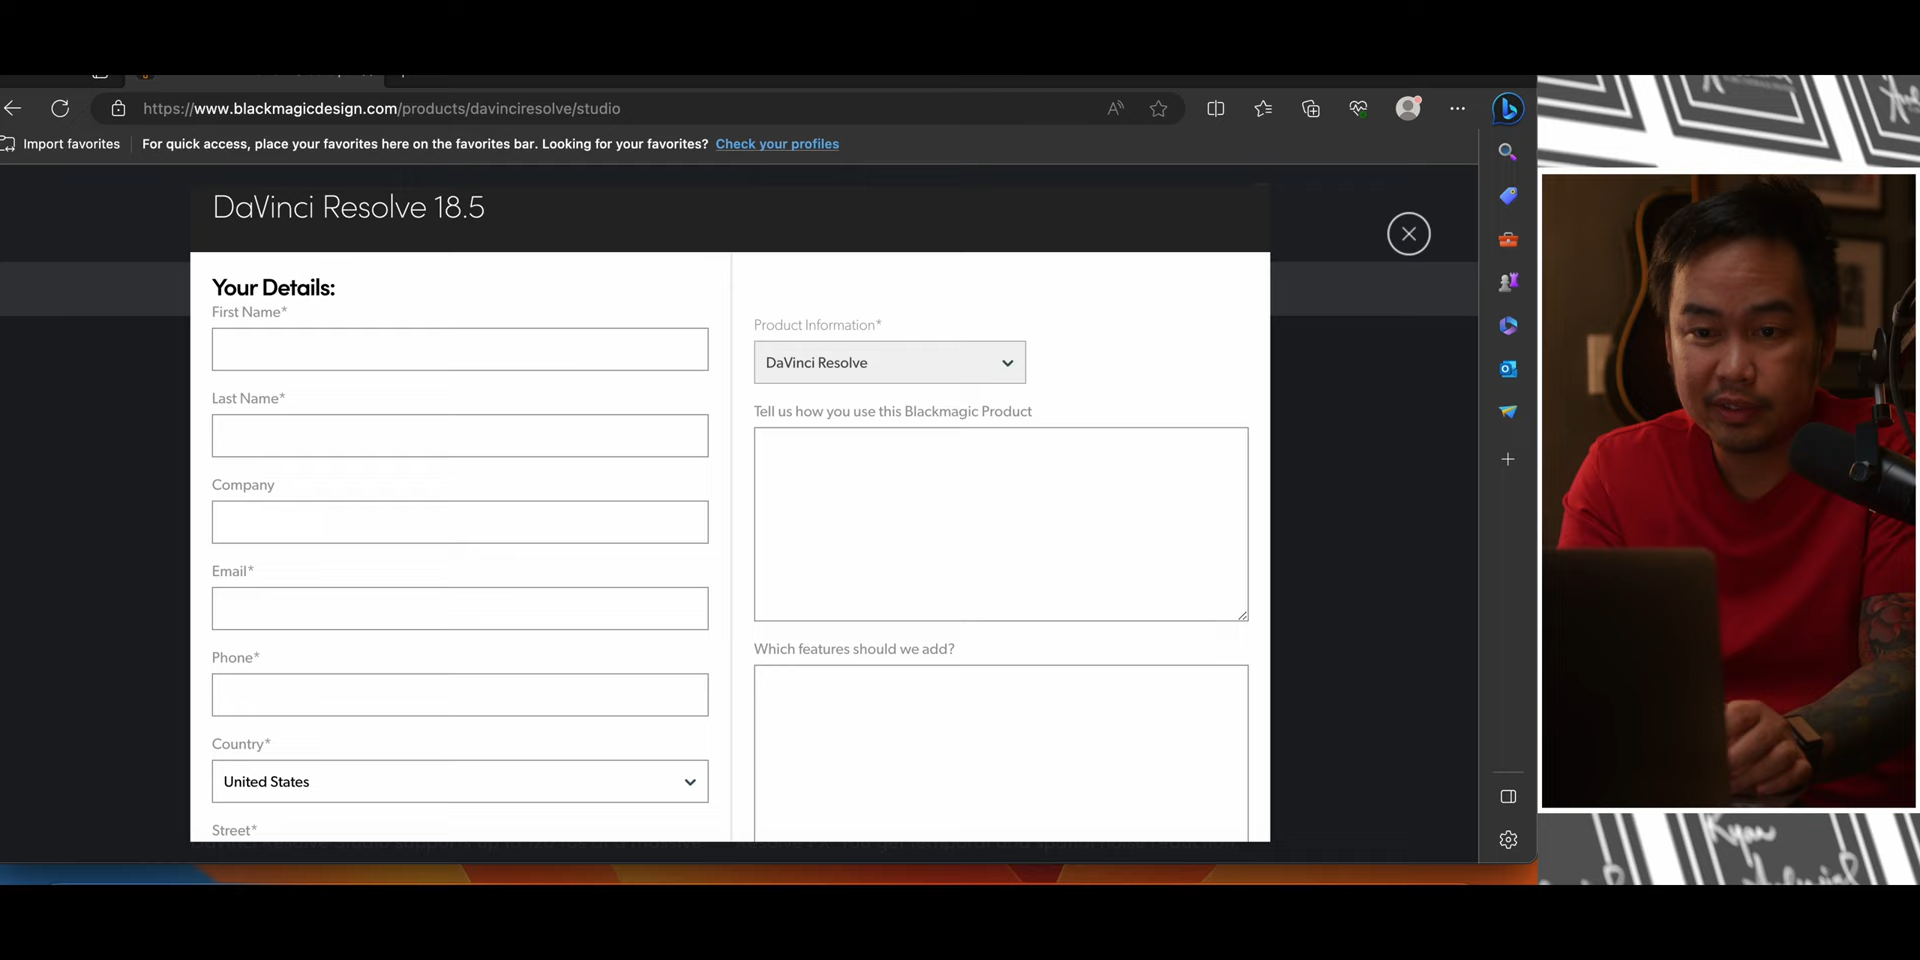 https://www.blackmagicdesign.com/products/davinciresolve/studio
Import favorites
For quick access, place your favorites here on the favorites bar. Looking for your favorites? Check your profiles
DaVinci Resolve 18.5
Your Details:
First Name*
Last Name*
Company
Email*
Phone*
Country*
United States
Street*
Product Information*
DaVinci Resolve
Tell us how you use this Blackmagic Product
Which features should we add?
Ryan